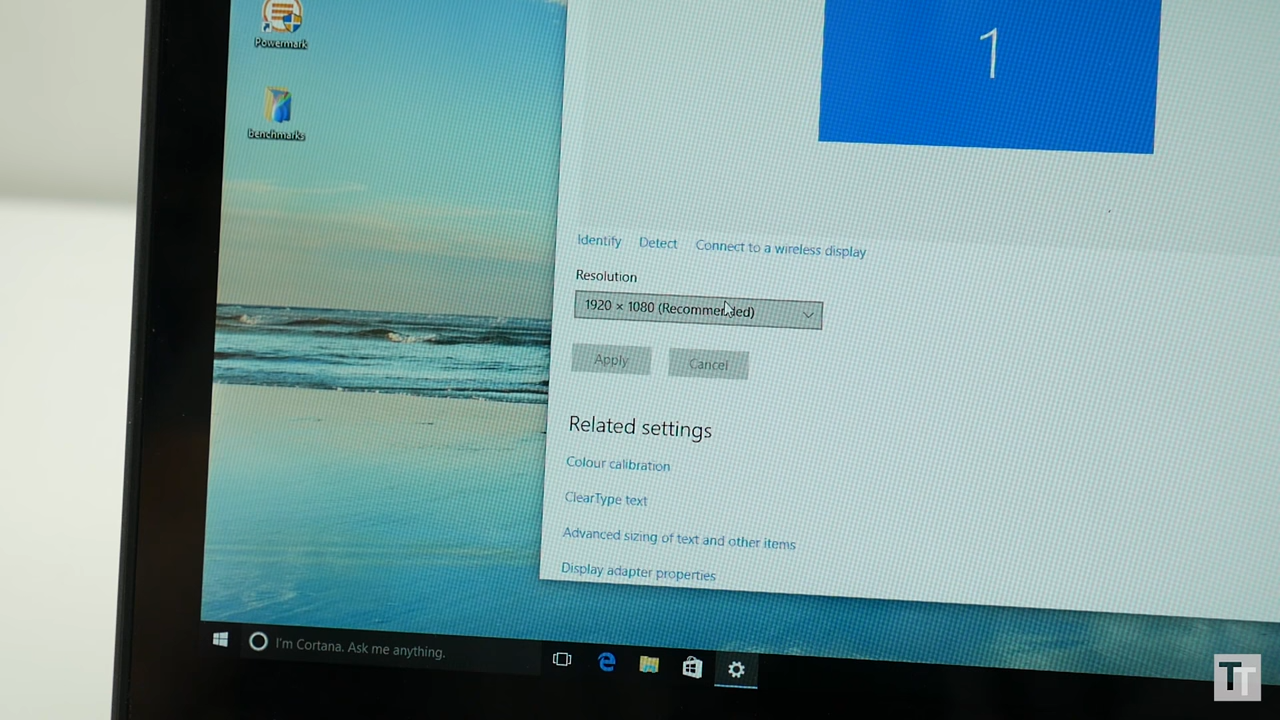 Powermark
benchmarks
1
Identify Detect Connect to a wireless display
Resolution
1920 × 1080 (Recommended)
Apply Cancel
Related settings
Colour calibration
ClearType text
Advanced sizing of text and other items
Display adapter properties
I'm Cortana. Ask me anything.
TT